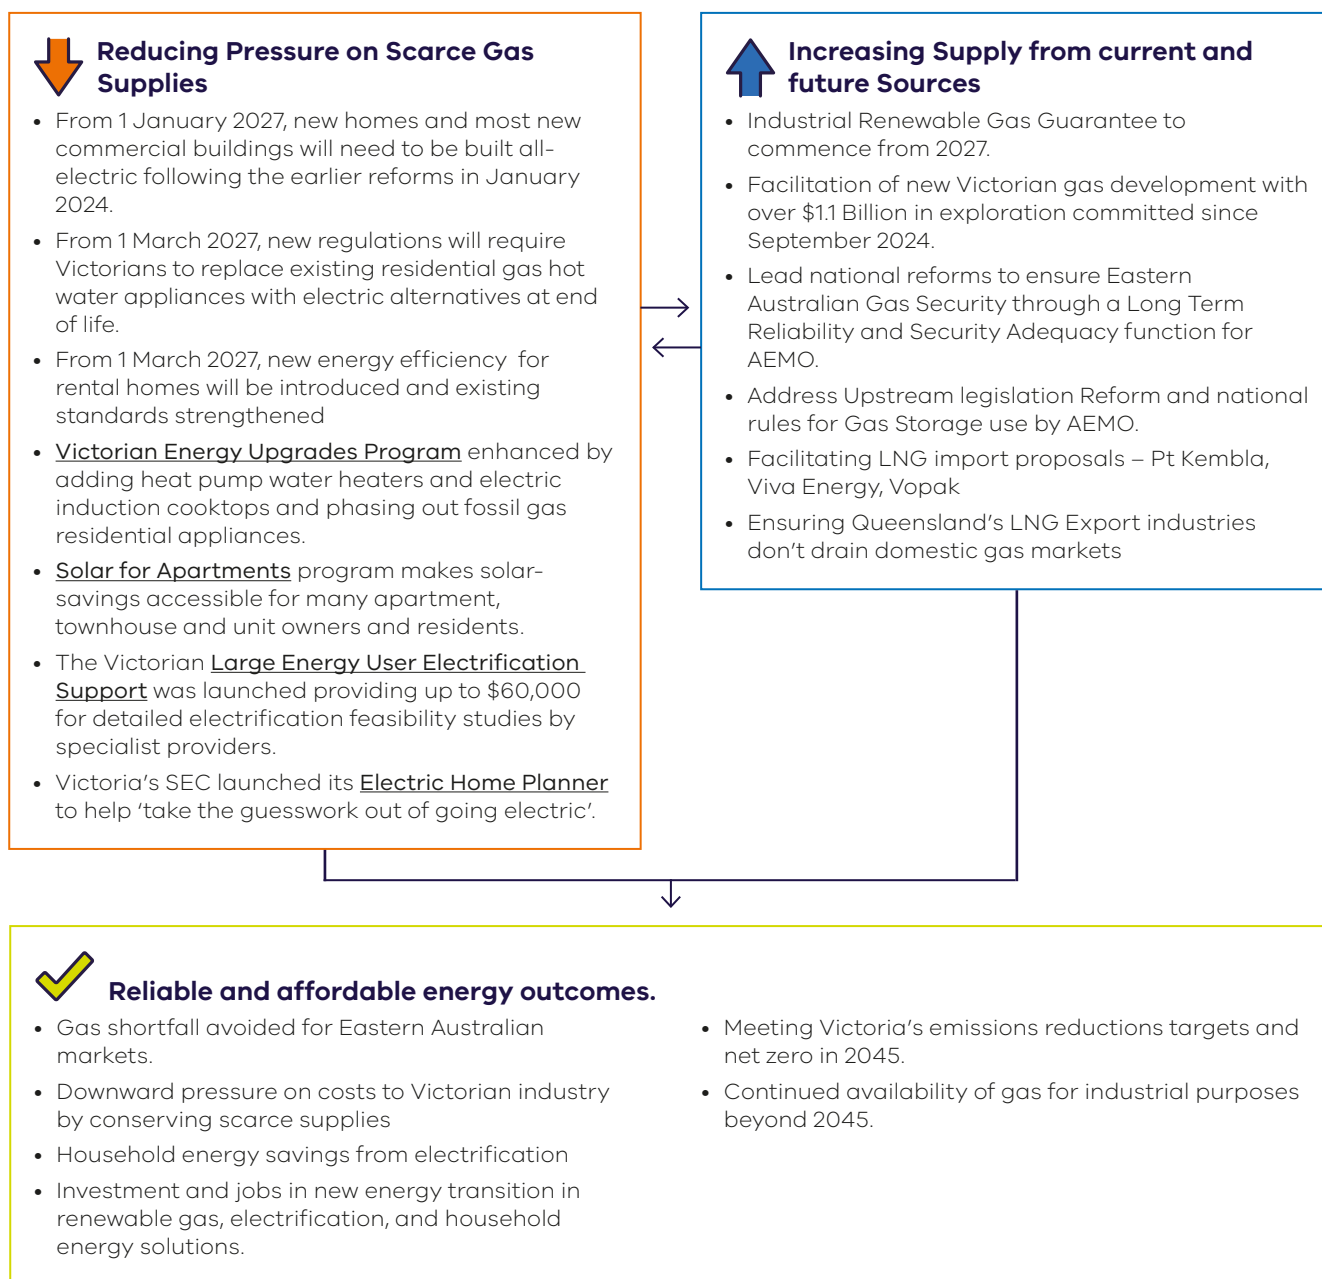 Reducing Pressure on Scarce Gas
Supplies
• From 1 January 2027, new homes and most new
commercial buildings will need to be built all-
electric following the earlier reforms in January
2024.
• From 1 March 2027, new regulations will require
Victorians to replace existing residential gas hot
water appliances with electric alternatives at end
of life.
• From 1 March 2027, new energy efficiency  for
rental homes will be introduced and existing
standards strengthened
• Victorian Energy Upgrades Program enhanced by
adding heat pump water heaters and electric
induction cooktops and phasing out fossil gas
residential appliances.
• Solar for Apartments program makes solar-
savings accessible for many apartment,
townhouse and unit owners and residents.
• The Victorian Large Energy User Electrification
Support was launched providing up to $60,000
for detailed electrification feasibility studies by
specialist providers.
• Victoria's SEC launched its Electric Home Planner
to help 'take the guesswork out of going electric'.
Increasing Supply from current and
future Sources
• Industrial Renewable Gas Guarantee to
commence from 2027.
• Facilitation of new Victorian gas development with
over $1.1 Billion in exploration committed since
September 2024.
• Lead national reforms to ensure Eastern
Australian Gas Security through a Long Term
Reliability and Security Adequacy function for
AEMO.
• Address Upstream legislation Reform and national
rules for Gas Storage use by AEMO.
• Facilitating LNG import proposals – Pt Kembla,
Viva Energy, Vopak
• Ensuring Queensland's LNG Export industries
don't drain domestic gas markets
Reliable and affordable energy outcomes.
• Gas shortfall avoided for Eastern Australian
markets.
• Downward pressure on costs to Victorian industry
by conserving scarce supplies
• Household energy savings from electrification
• Investment and jobs in new energy transition in
renewable gas, electrification, and household
energy solutions.
• Meeting Victoria's emissions reductions targets and
net zero in 2045.
• Continued availability of gas for industrial purposes
beyond 2045.